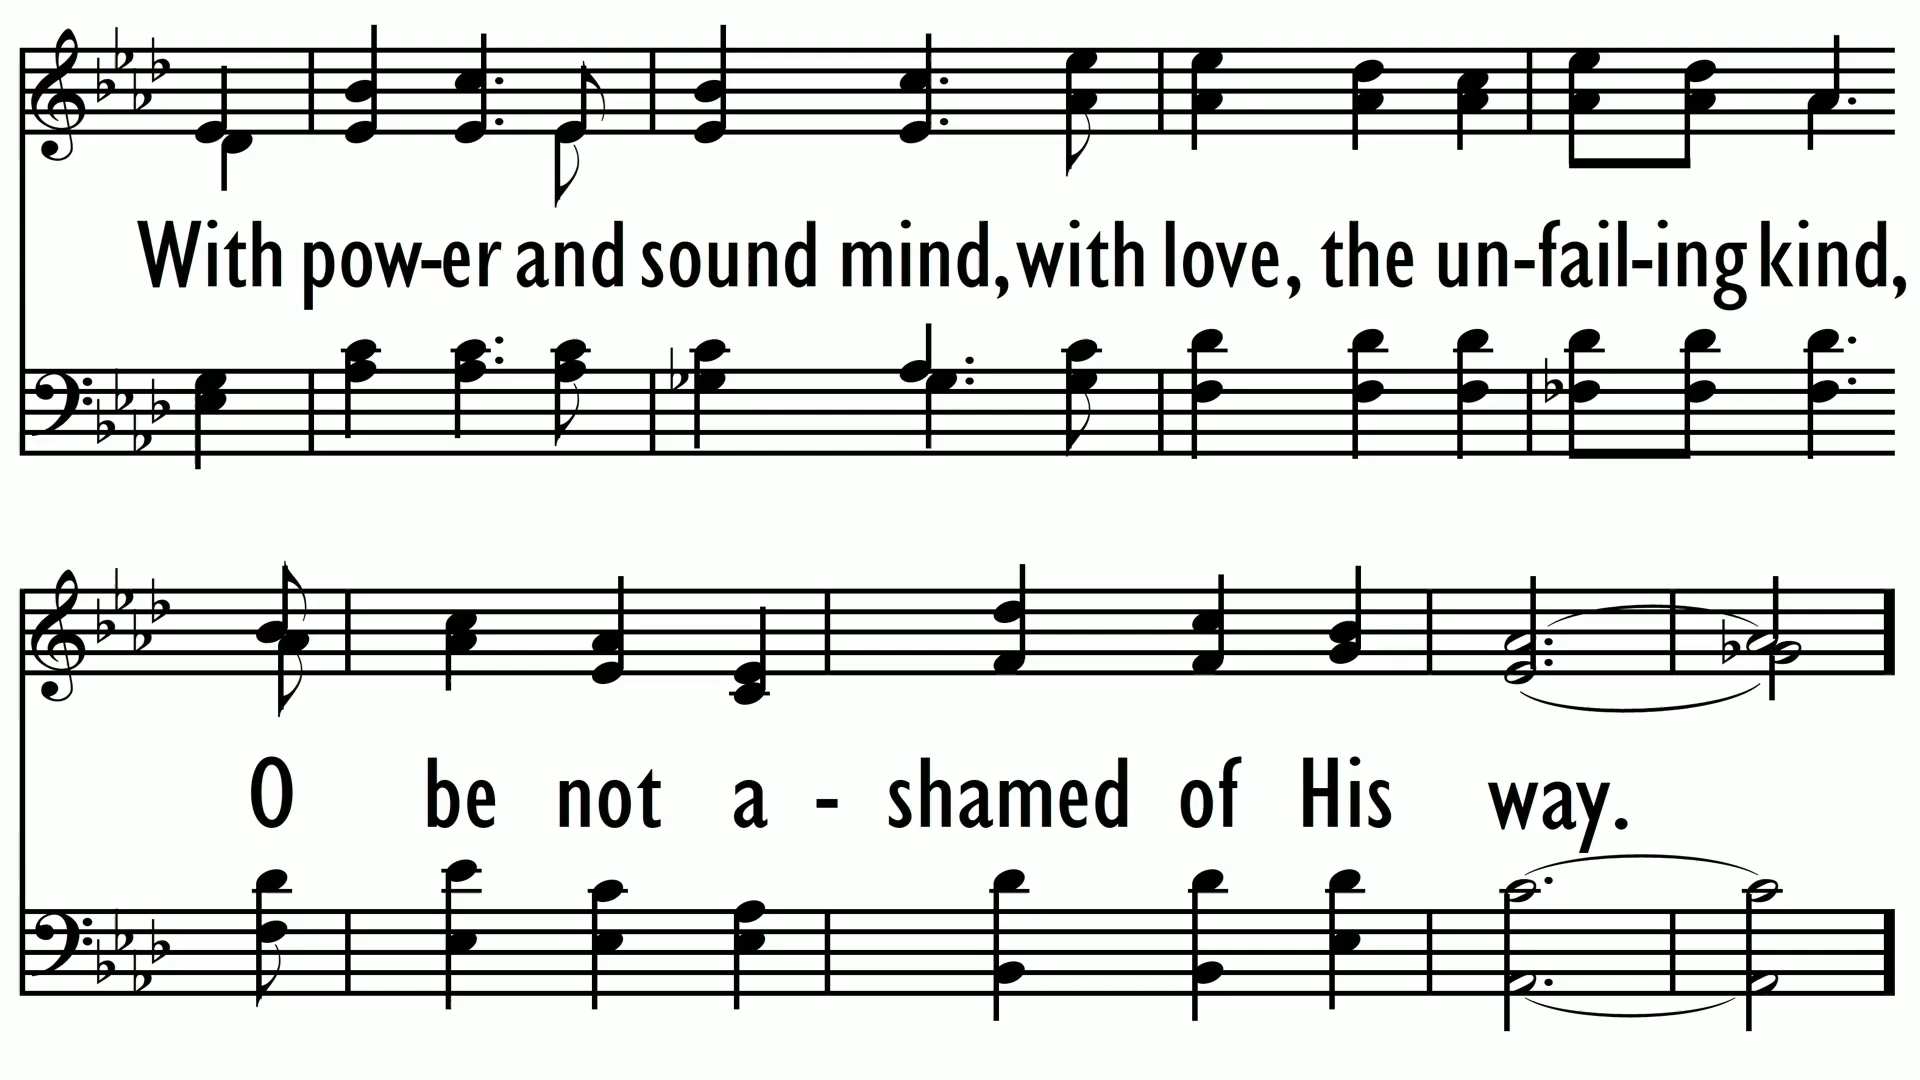 With pow-er and sound mind, with love, the un-fail-ing kind,
O be not a - shamed of His way.